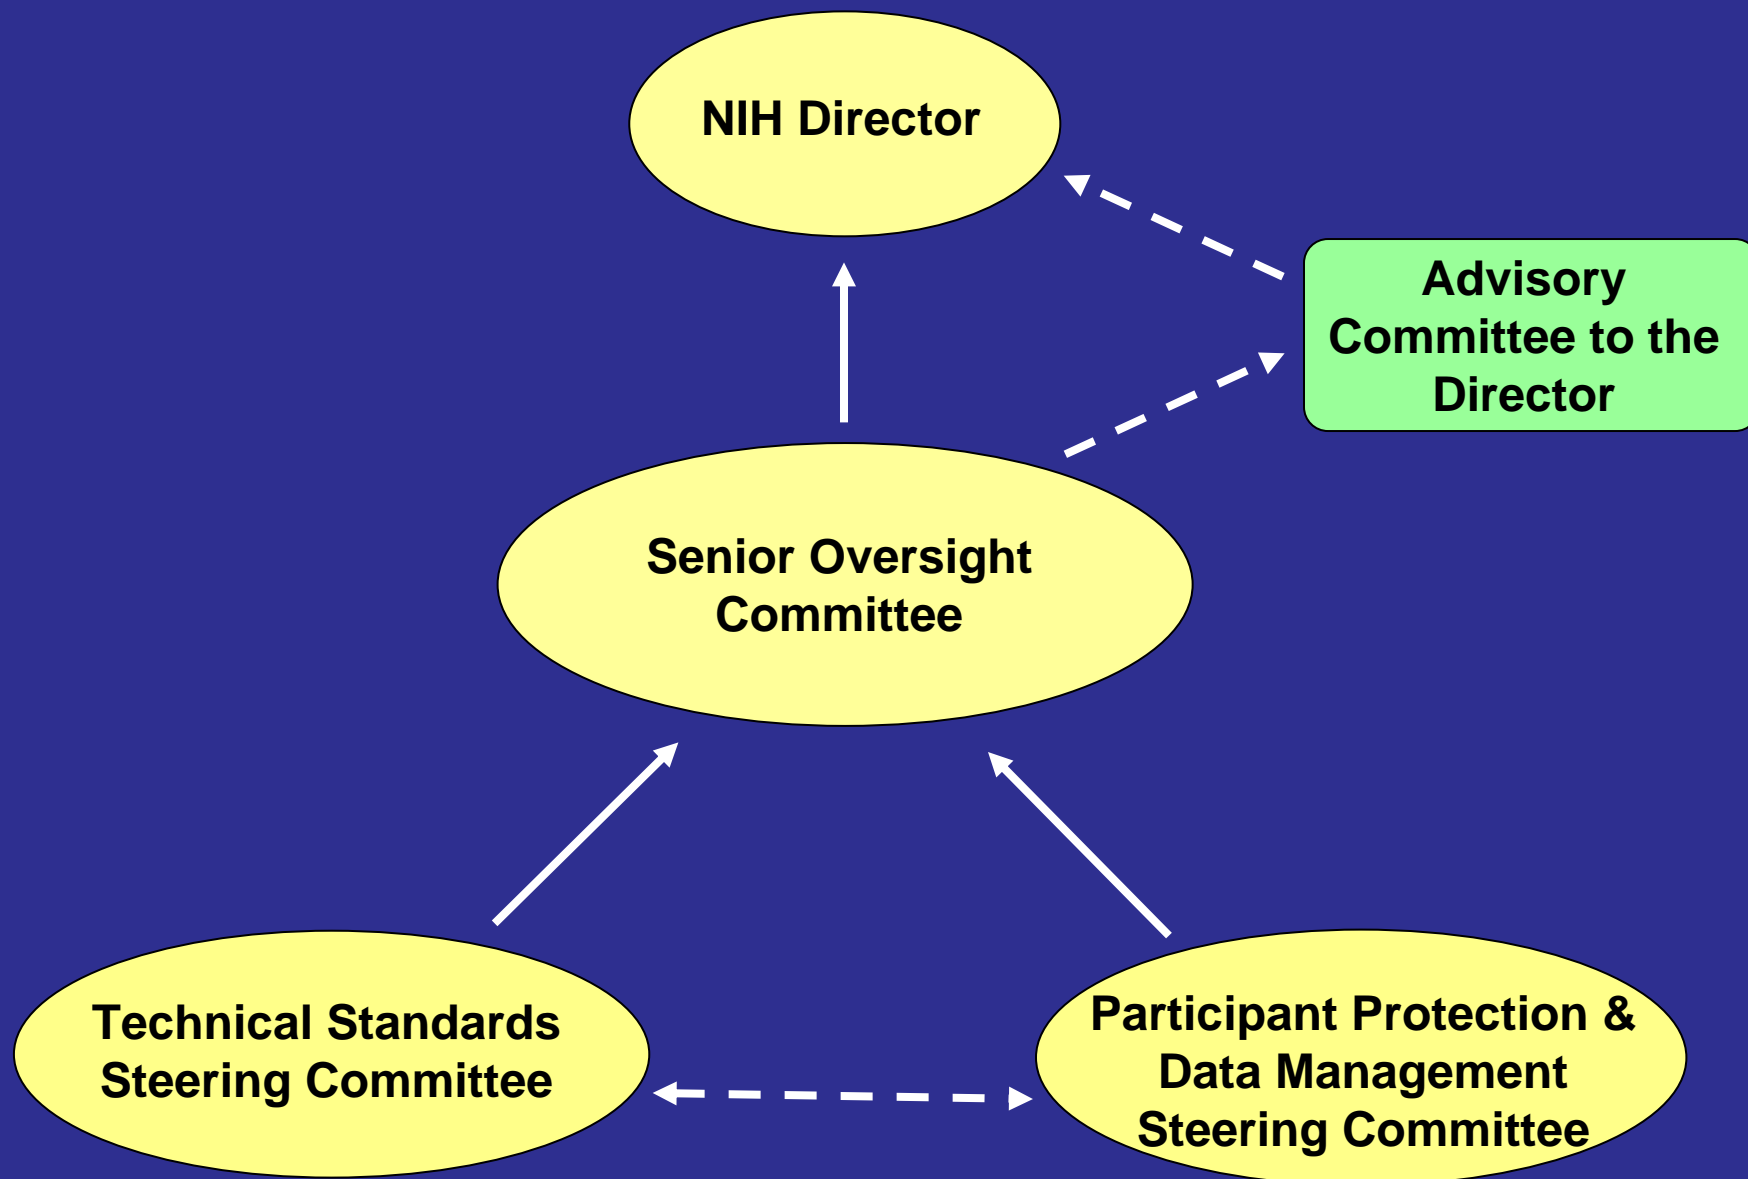 NIH Director
Advisory
Committee to the
Director
Senior Oversight
Committee
Technical Standards
Steering Committee
Participant Protection &
Data Management
Steering Committee